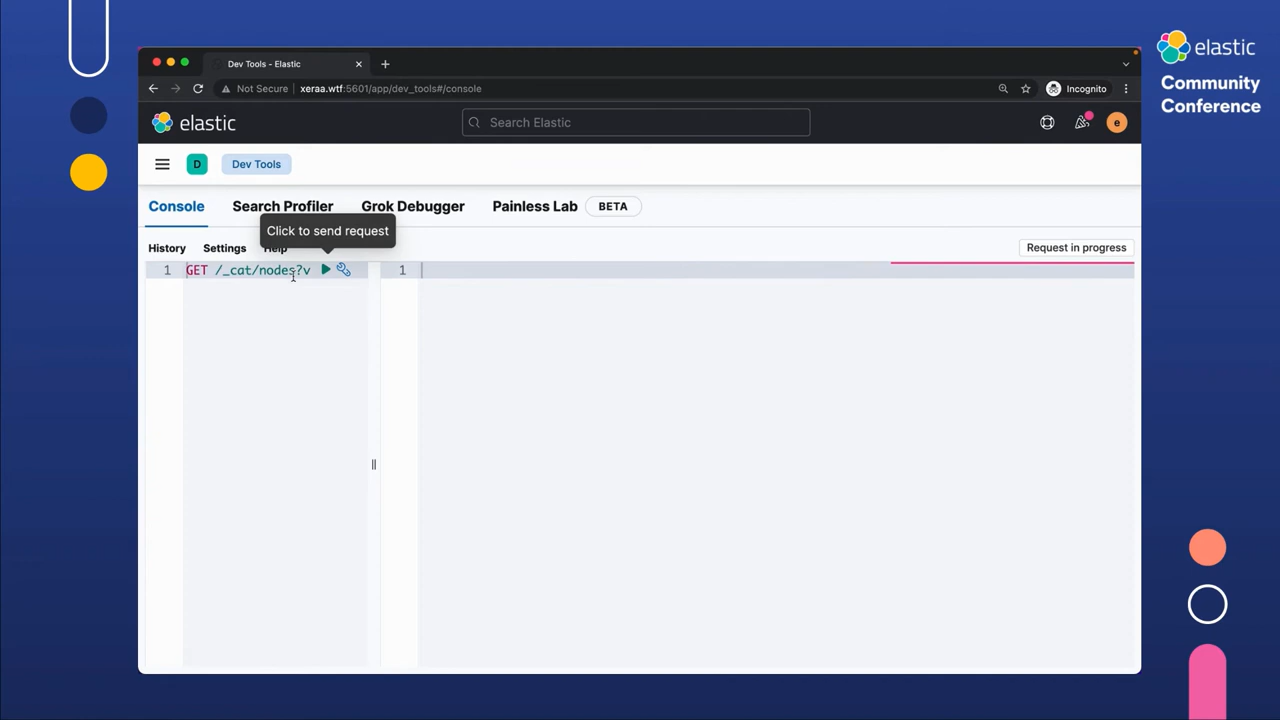 elastic
Community
Conference
Dev Tools - Elastic
Not Secure xeraa.wtf:5601/app/dev_tools#/console
Incognito
elastic
Search Elastic
e
D
Dev Tools
Console Search Profiler Grok Debugger Painless Lab BETA
Click to send request
History Settings Help
Request in progress
1 GET /_cat/nodes?v
1